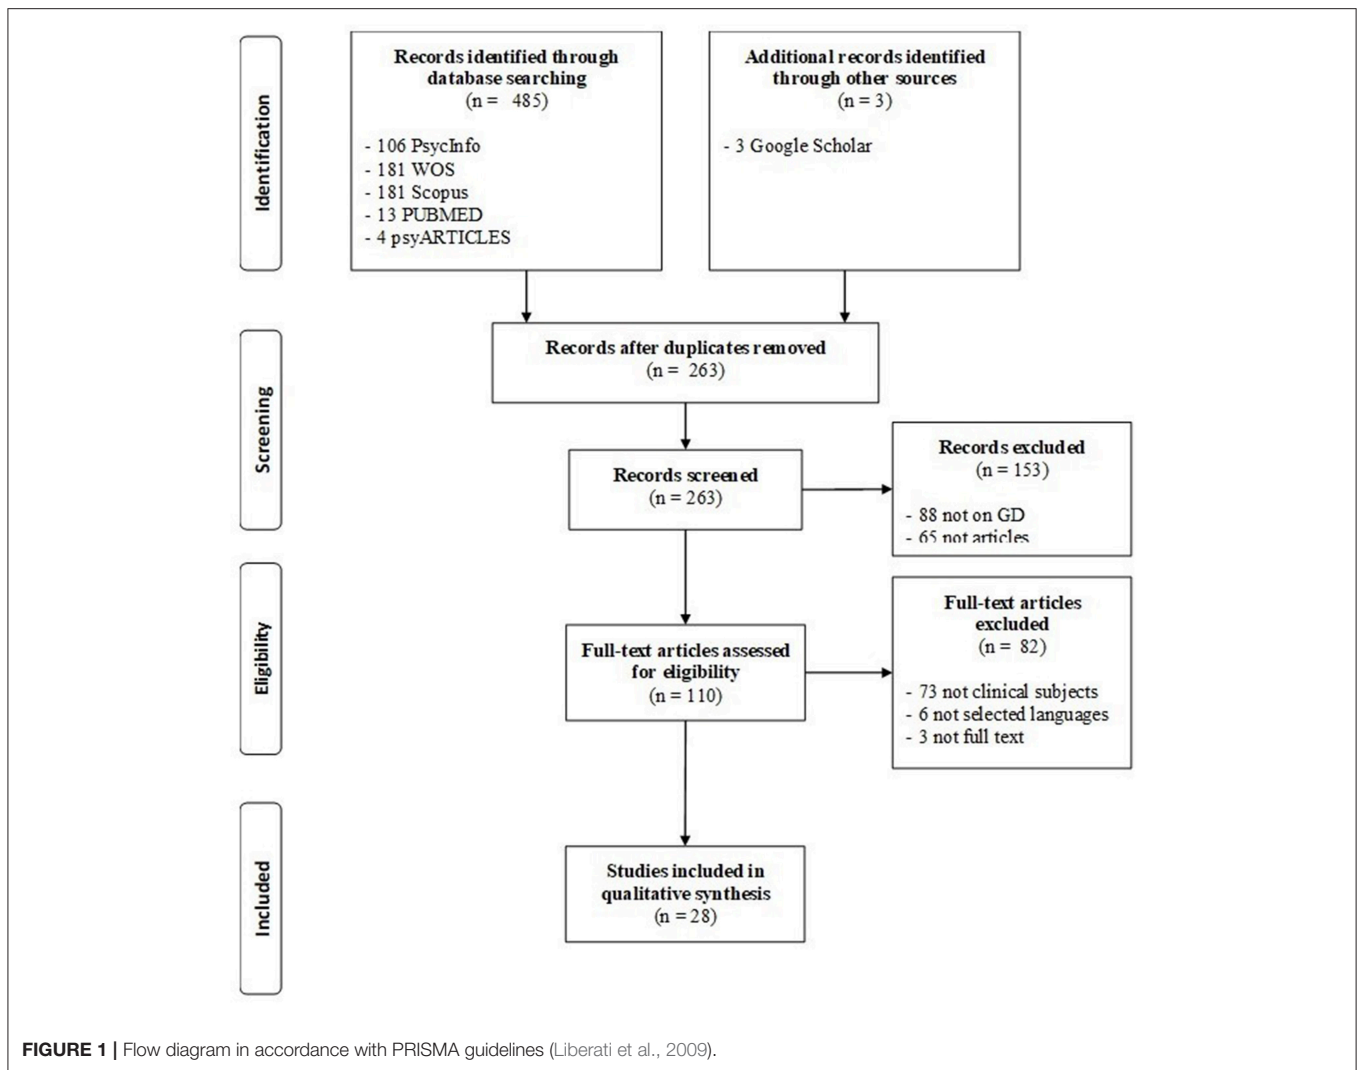 Identification
Records identified through
database searching
(n = 485)
- 106 PsycInfo
- 181 WOS
- 181 Scopus
- 13 PUBMED
- 4 psyARTICLES
Additional records identified
through other sources
(n = 3)
- 3 Google Scholar
Screening
Records after duplicates removed
(n = 263)
Records screened
(n = 263)
Records excluded
(n = 153)
- 88 not on GD
- 65 not articles
Eligibility
Full-text articles assessed
for eligibility
(n = 110)
Full-text articles
excluded
(n = 82)
- 73 not clinical subjects
- 6 not selected languages
- 3 not full text
Included
Studies included in
qualitative synthesis
(n = 28)
FIGURE 1 | Flow diagram in accordance with PRISMA guidelines (Liberati et al., 2009).